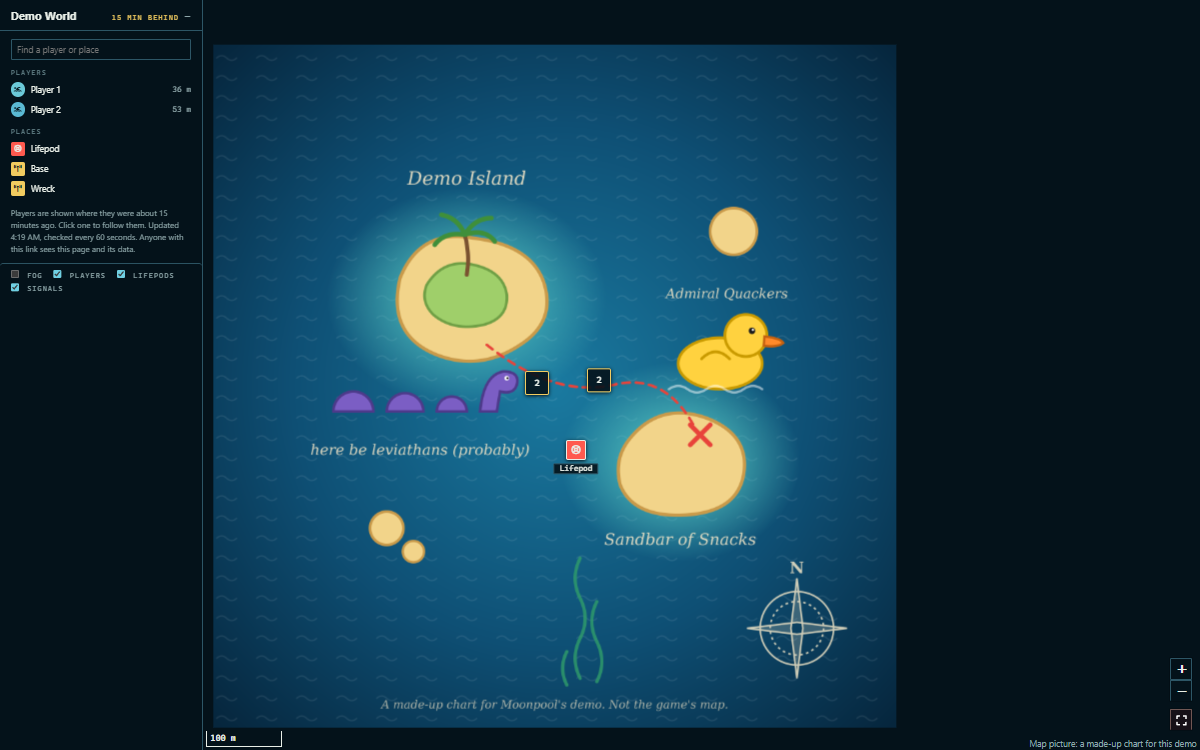 Demo World
15 MIN BEHIND –
Find a player or place
PLAYERS
Player 1 36 m
Player 2 53 m
PLACES
Lifepod
Base
Wreck
Players are shown where they were about 15
minutes ago. Click one to follow them. Updated
4:19 AM, checked every 60 seconds. Anyone with
this link sees this page and its data.
FOG PLAYERS LIFEPODS
SIGNALS
Demo Island
Admiral Quackers
2
2
here be leviathans (probably)
Lifepod
Sandbar of Snacks
N
A made-up chart for Moonpool's demo. Not the game's map.
100 m
+
–
Map picture: a made-up chart for this demo